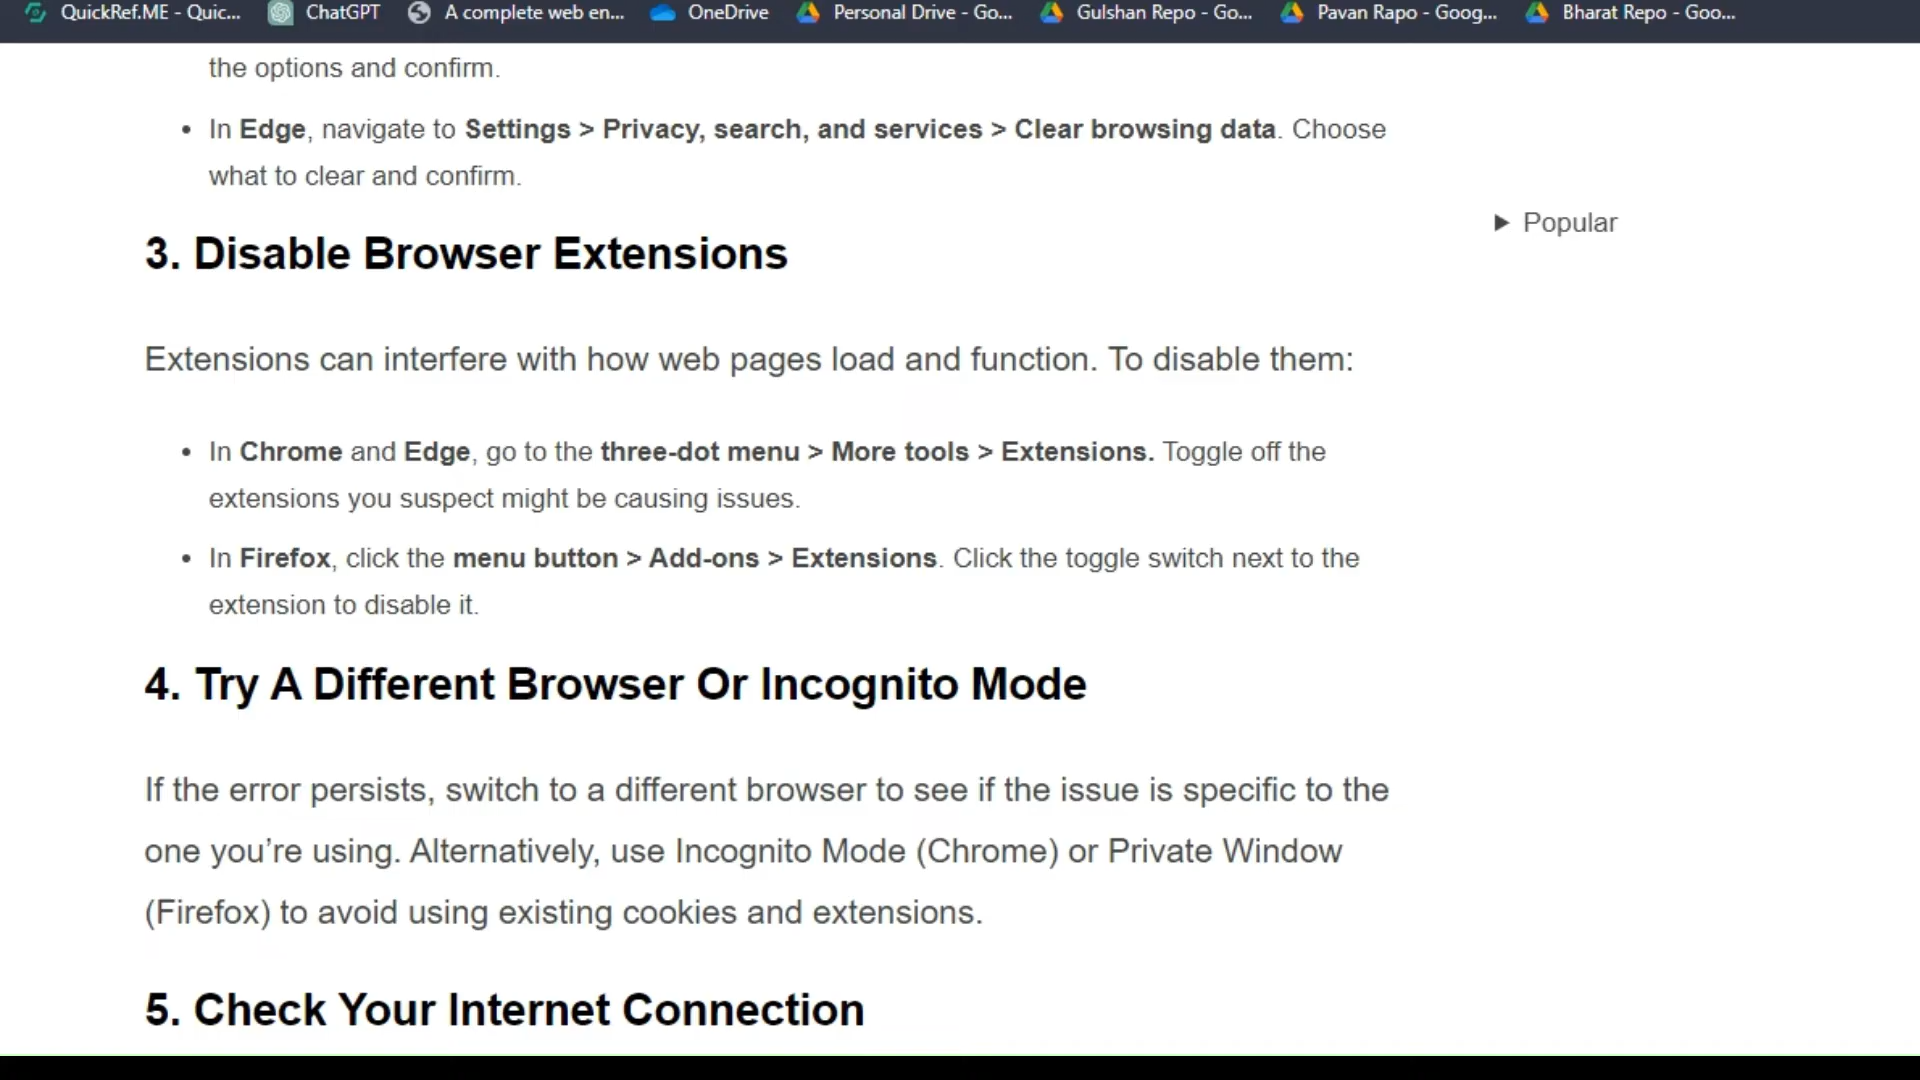 QuickRef.ME - Quic... ChatGPT A complete web en... OneDrive Personal Drive - Go... Gulshan Repo - Go... Pavan Rapo - Goog... Bharat Repo - Goo...
the options and confirm.
• In Edge, navigate to Settings > Privacy, search, and services > Clear browsing data. Choose
what to clear and confirm.
▶ Popular
3. Disable Browser Extensions
Extensions can interfere with how web pages load and function. To disable them:
• In Chrome and Edge, go to the three-dot menu > More tools > Extensions. Toggle off the
extensions you suspect might be causing issues.
• In Firefox, click the menu button > Add-ons > Extensions. Click the toggle switch next to the
extension to disable it.
4. Try A Different Browser Or Incognito Mode
If the error persists, switch to a different browser to see if the issue is specific to the
one you’re using. Alternatively, use Incognito Mode (Chrome) or Private Window
(Firefox) to avoid using existing cookies and extensions.
5. Check Your Internet Connection